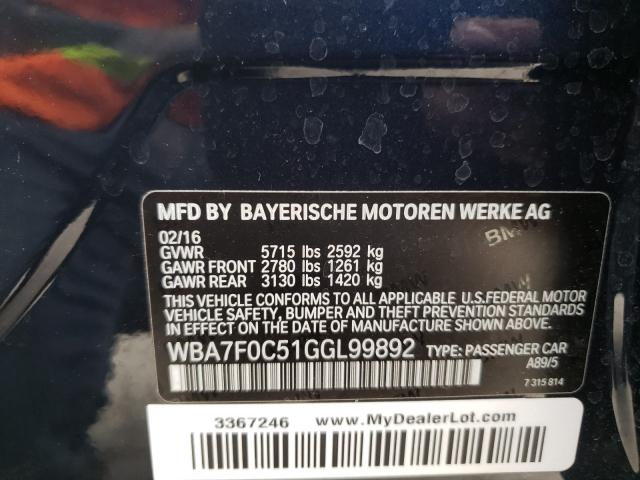 MFD BY BAYERISCHE MOTOREN WERKE AG
02/16
GVWR 5715 lbs 2592 kg
GAWR FRONT 2780 lbs 1261 kg
GAWR REAR 3130 lbs 1420 kg
THIS VEHICLE CONFORMS TO ALL APPLICABLE U.S.FEDERAL MOTOR
VEHICLE SAFETY, BUMPER AND THEFT PREVENTION STANDARDS
IN EFFECT ON THE DATE OF MANUFACTURE SHOWN ABOVE.
WBA7F0C51GGL99892 TYPE: PASSENGER CAR
A89/5
7 315 814
3367246 www.MyDealerLot.com
BMW